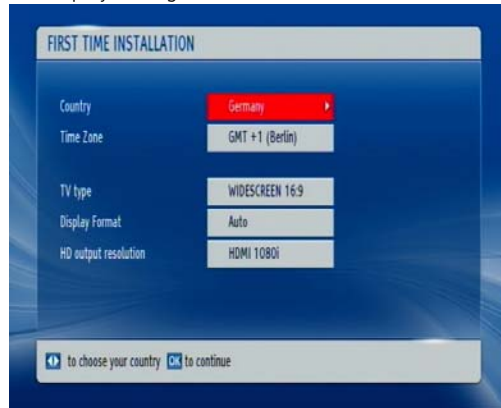 FIRST TIME INSTALLATION
Country Germany
Time Zone GMT +1 (Berlin)
TV type WIDESCREEN 16:9
Display Format Auto
HD output resolution HDMI 1080i
to choose your country OK to continue